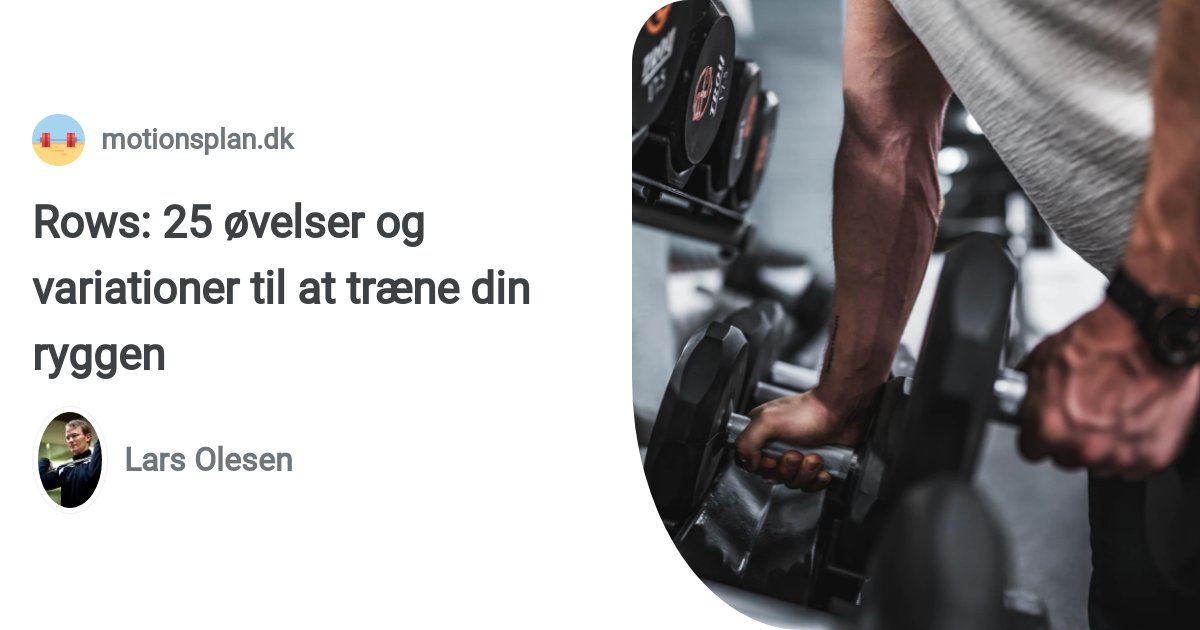 motionsplan.dk
Rows: 25 øvelser og
variationer til at træne din
ryggen
Lars Olesen